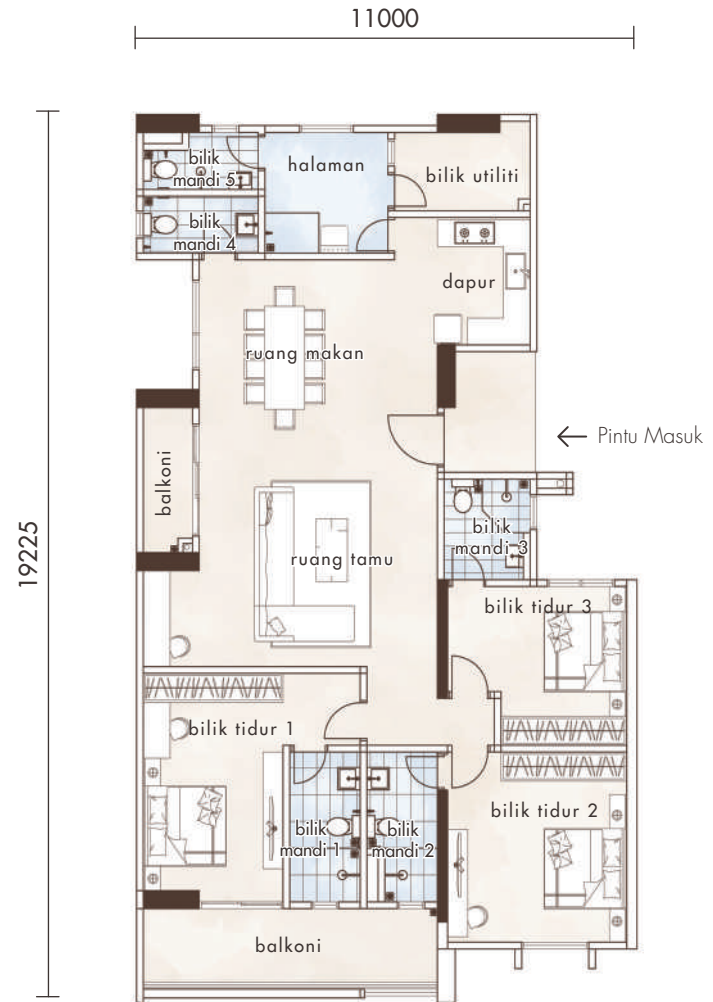 11000
bilik
mandi 5
halaman
bilik utiliti
bilik
mandi 4
dapur
ruang makan
Pintu Masuk
balkoni
19225
bilik
mandi 3
ruang tamu
bilik tidur 3
bilik tidur 1
bilik tidur 2
bilik
mandi 1
bilik
mandi 2
balkoni